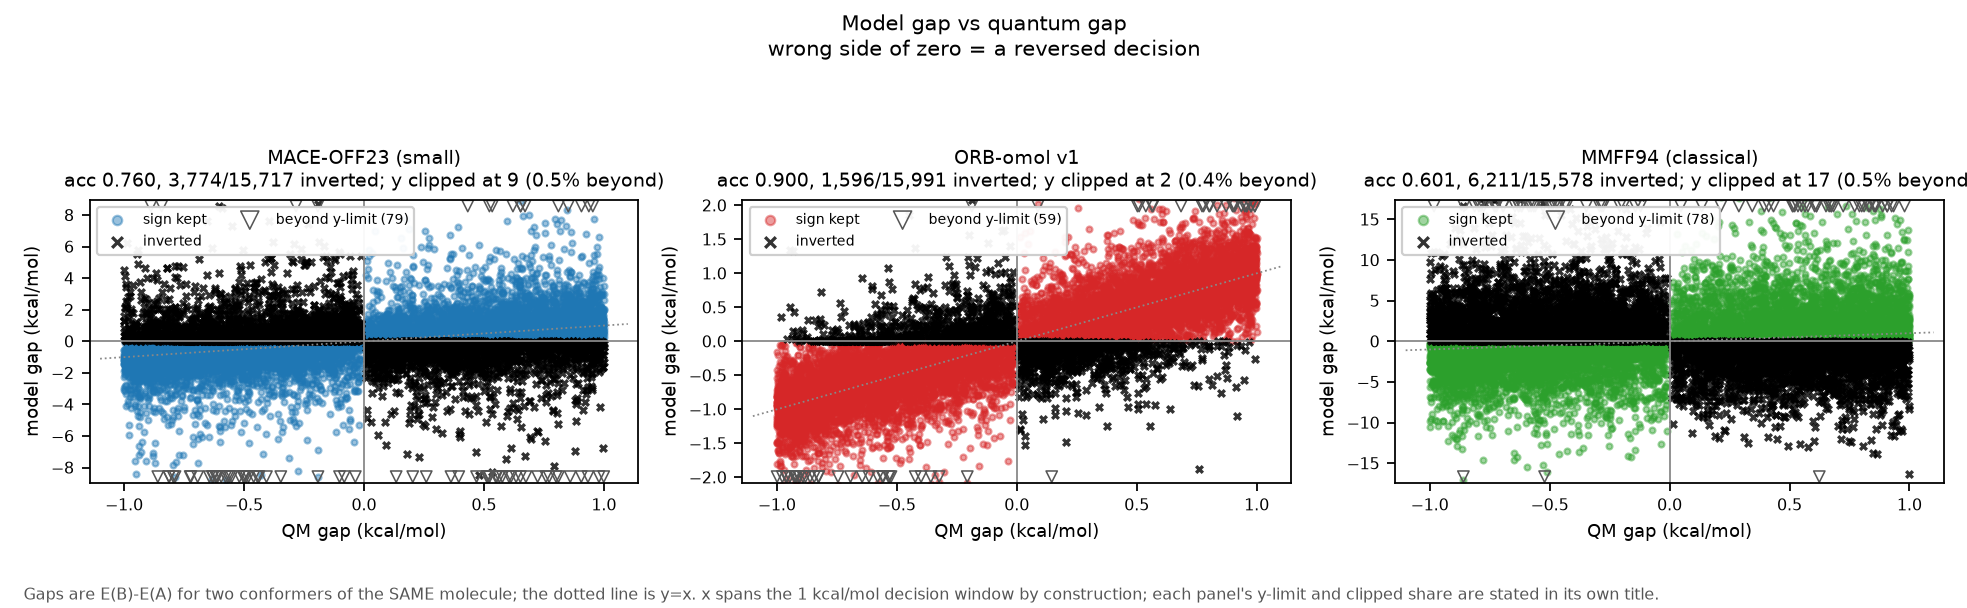 Model gap vs quantum gap
wrong side of zero = a reversed decision
MACE-OFF23 (small)
acc 0.760, 3,774/15,717 inverted; y clipped at 9 (0.5% beyond)
sign kept
inverted
beyond y-limit (79)
8
6
4
2
0
−2
−4
−6
−8
model gap (kcal/mol)
−1.0
−0.5
0.0
0.5
1.0
QM gap (kcal/mol)
ORB-omol v1
acc 0.900, 1,596/15,991 inverted; y clipped at 2 (0.4% beyond)
sign kept
inverted
beyond y-limit (59)
2.0
1.5
1.0
0.5
0.0
−0.5
−1.0
−1.5
−2.0
model gap (kcal/mol)
−1.0
−0.5
0.0
0.5
1.0
QM gap (kcal/mol)
MMFF94 (classical)
acc 0.601, 6,211/15,578 inverted; y clipped at 17 (0.5% beyond
sign kept
inverted
beyond y-limit (78)
15
10
5
0
−5
−10
−15
model gap (kcal/mol)
−1.0
−0.5
0.0
0.5
1.0
QM gap (kcal/mol)
Gaps are E(B)-E(A) for two conformers of the SAME molecule; the dotted line is y=x. x spans the 1 kcal/mol decision window by construction; each panel's y-limit and clipped share are stated in its own title.